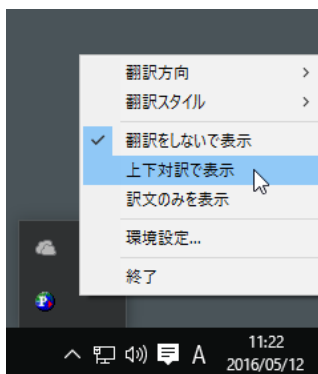 翻訳方向
翻訳スタイル
翻訳をしないで表示
上下対訳で表示
訳文のみを表示
環境設定...
終了
A
11:22
2016/05/12